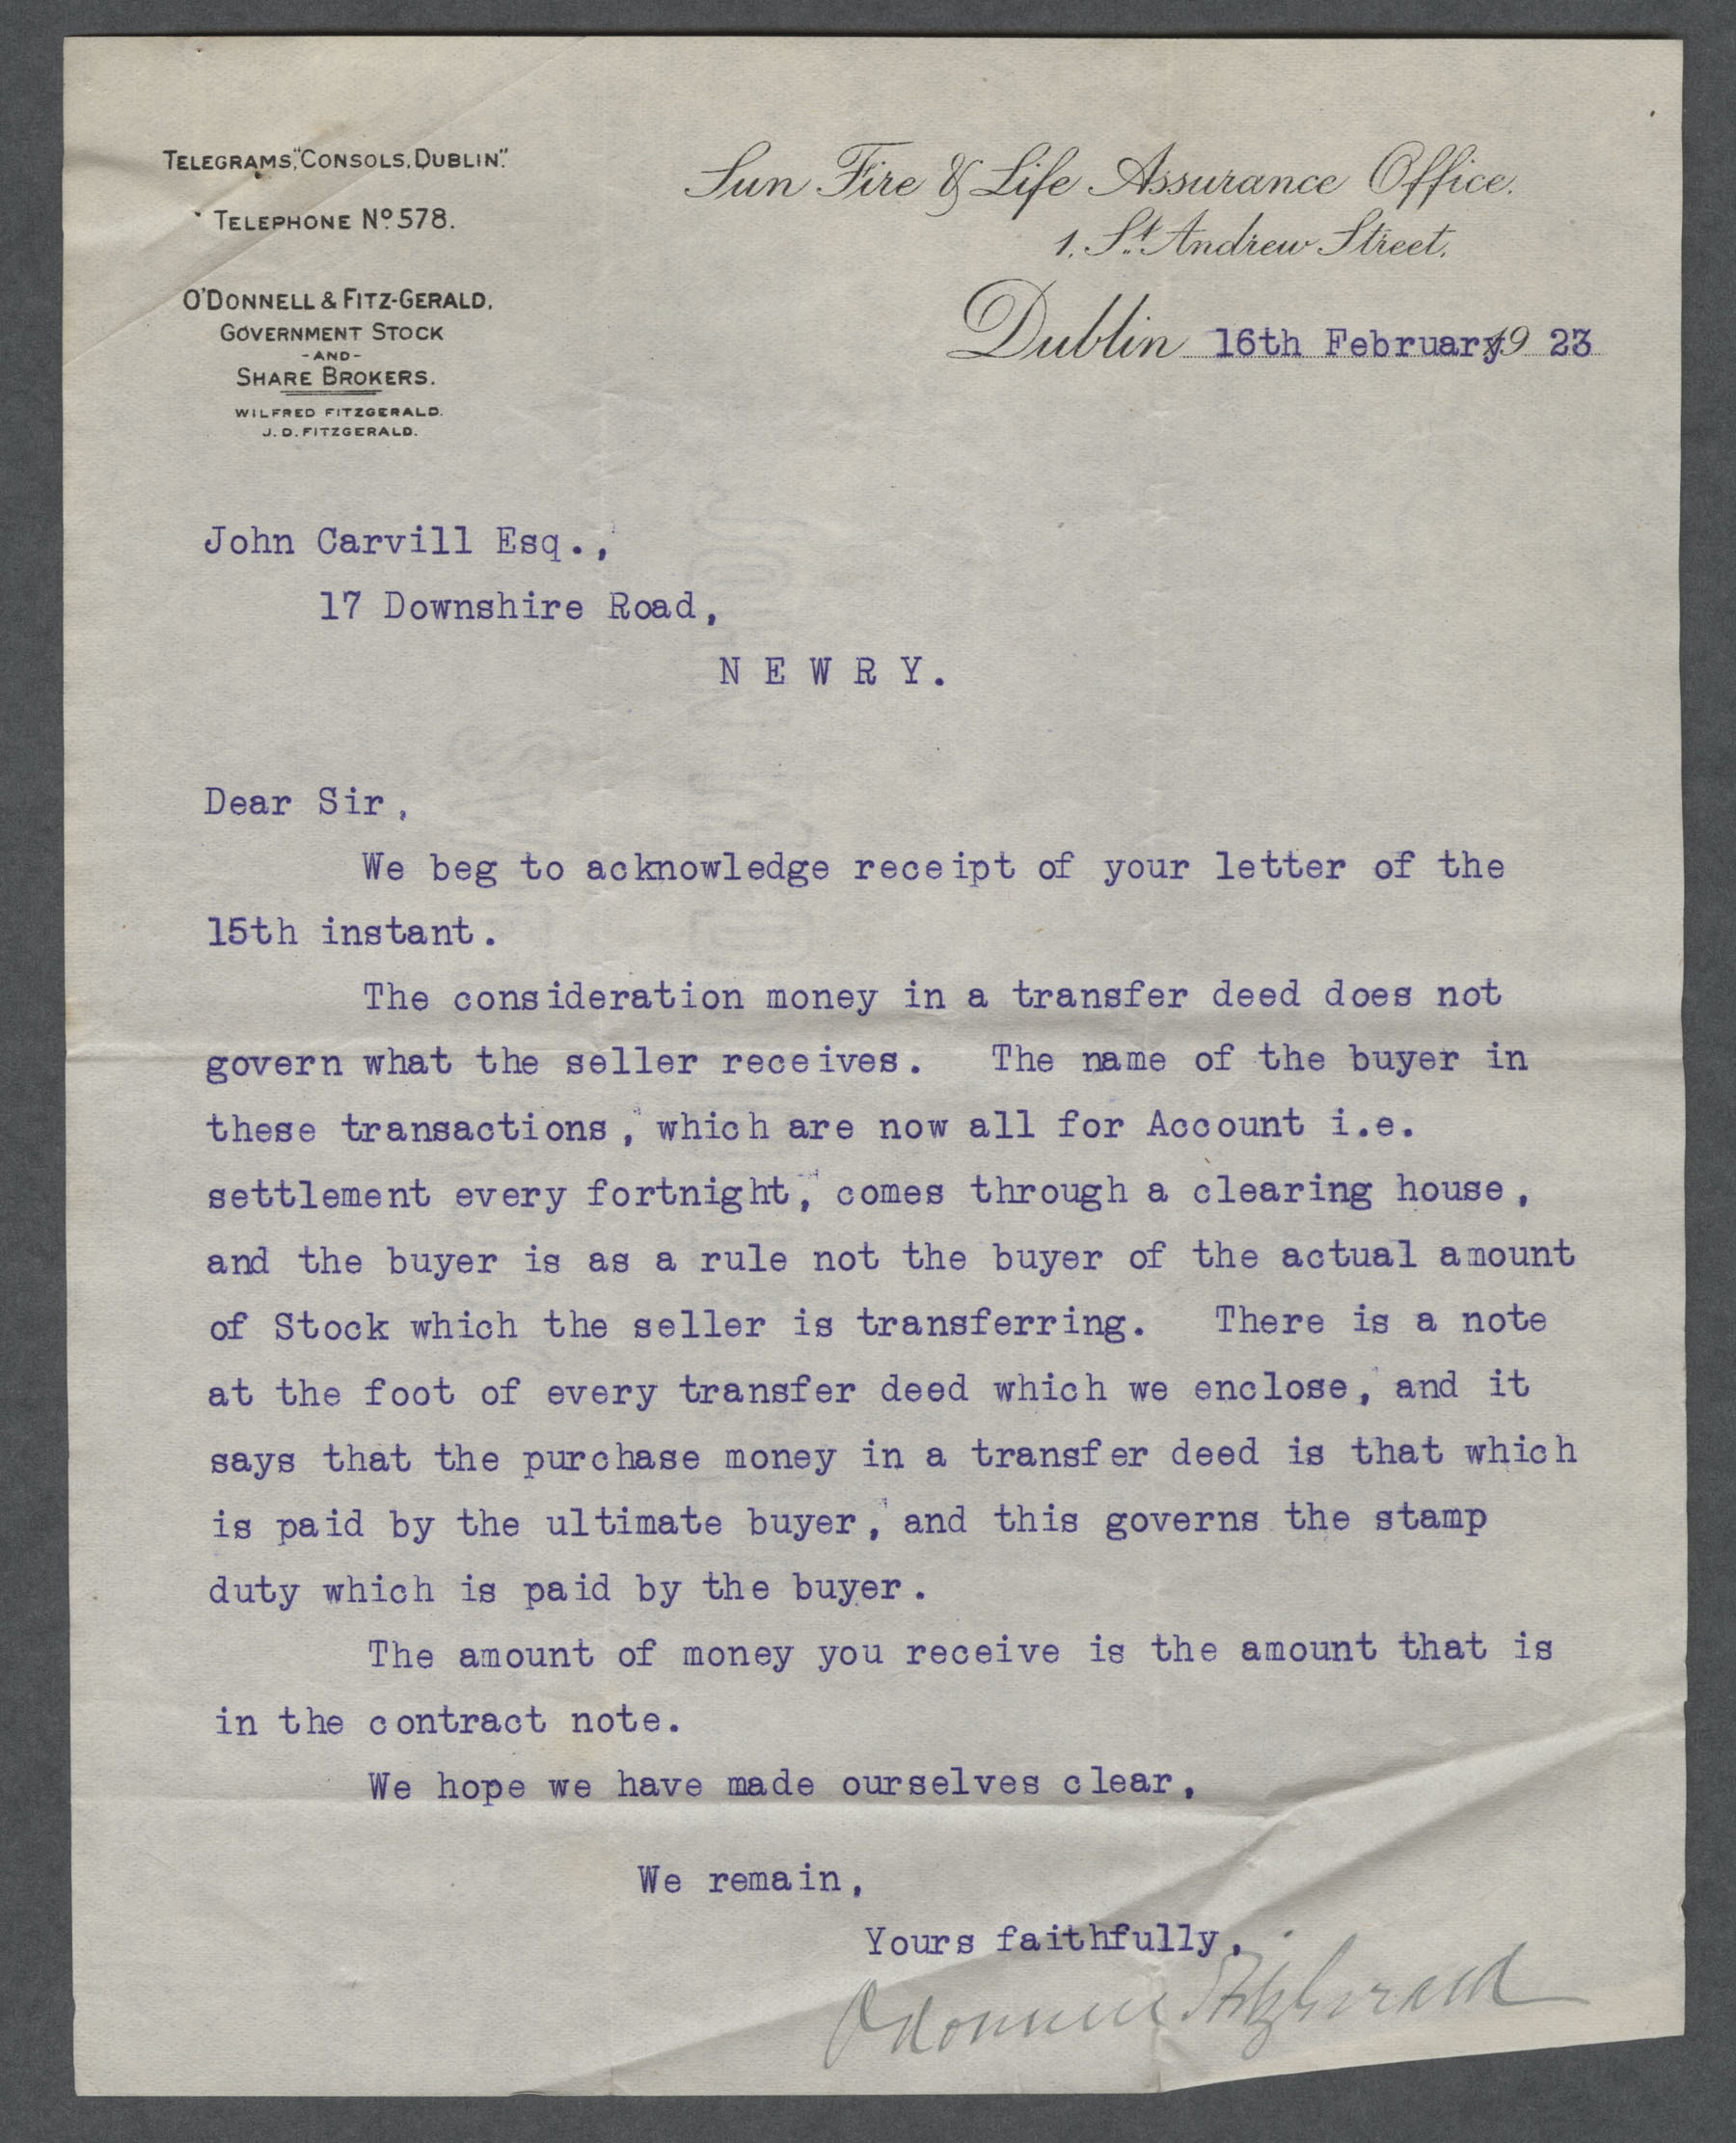 TELEGRAMS, "CONSOLS, DUBLIN."
TELEPHONE No. 578.
O'DONNELL & FITZ-GERALD,
GOVERNMENT STOCK
-AND-
SHARE BROKERS.
WILFRED FITZGERALD.
J. D. FITZGERALD.
Sun Fire & Life Assurance Office.
1. St. Andrew Street.
Dublin 16th February 19 23
John Carvill Esq.,
17 Downshire Road,
N E W R Y.
Dear Sir,
We beg to acknowledge receipt of your letter of the
15th instant.
The consideration money in a transfer deed does not
govern what the seller receives. The name of the buyer in
these transactions, which are now all for Account i.e.
settlement every fortnight, comes through a clearing house,
and the buyer is as a rule not the buyer of the actual amount
of Stock which the seller is transferring. There is a note
at the foot of every transfer deed which we enclose, and it
says that the purchase money in a transfer deed is that which
is paid by the ultimate buyer, and this governs the stamp
duty which is paid by the buyer.
The amount of money you receive is the amount that is
in the contract note.
We hope we have made ourselves clear,
We remain,
Yours faithfully,
O'Donnell Fitzgerald